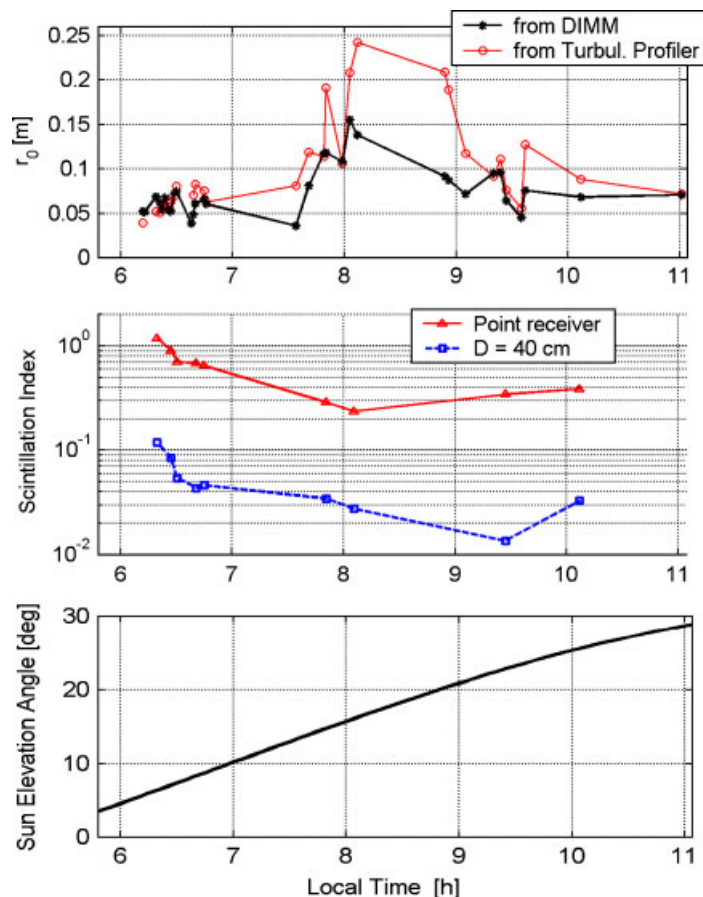 from DIMM
from Turbul. Profiler
r0 [m]
0.25
0.2
0.15
0.1
0.05
0
6 7 8 9 10 11
Point receiver
D = 40 cm
Scintillation Index
10^0
10^-1
10^-2
6 7 8 9 10 11
Sun Elevation Angle [deg]
30
20
10
0
6 7 8 9 10 11
Local Time [h]